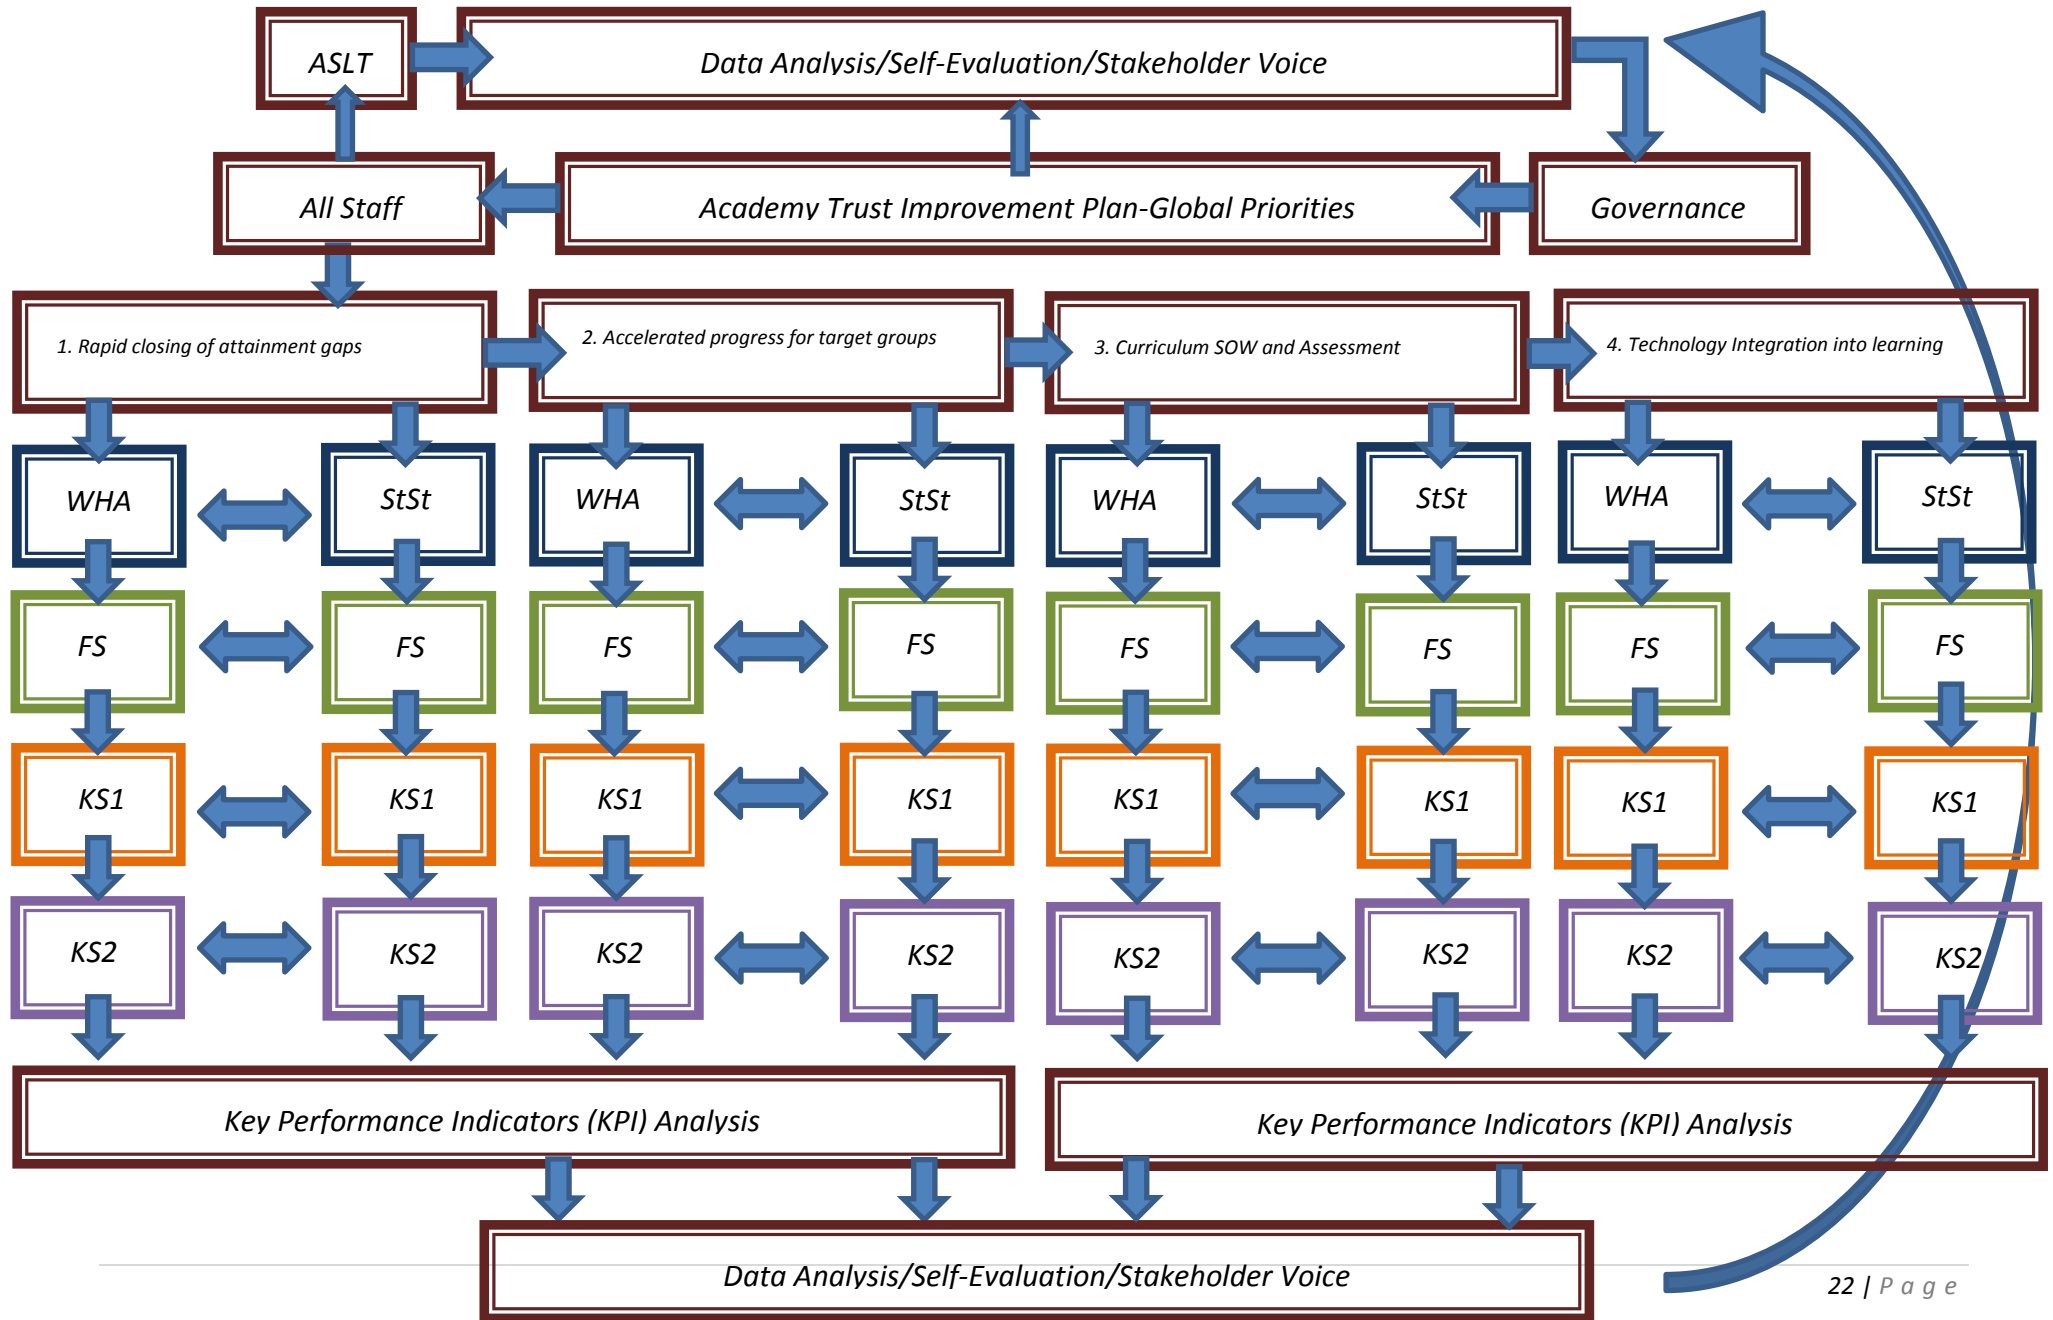 ASLT
Data Analysis/Self-Evaluation/Stakeholder Voice
All Staff
Academy Trust Improvement Plan-Global Priorities
Governance
1. Rapid closing of attainment gaps
2. Accelerated progress for target groups
3. Curriculum SOW and Assessment
4. Technology Integration into learning
WHA
StSt
WHA
StSt
WHA
StSt
WHA
StSt
FS
FS
FS
FS
FS
FS
FS
FS
KS1
KS1
KS1
KS1
KS1
KS1
KS1
KS1
KS2
KS2
KS2
KS2
KS2
KS2
KS2
KS2
Key Performance Indicators (KPI) Analysis
Key Performance Indicators (KPI) Analysis
Data Analysis/Self-Evaluation/Stakeholder Voice
22 | Page